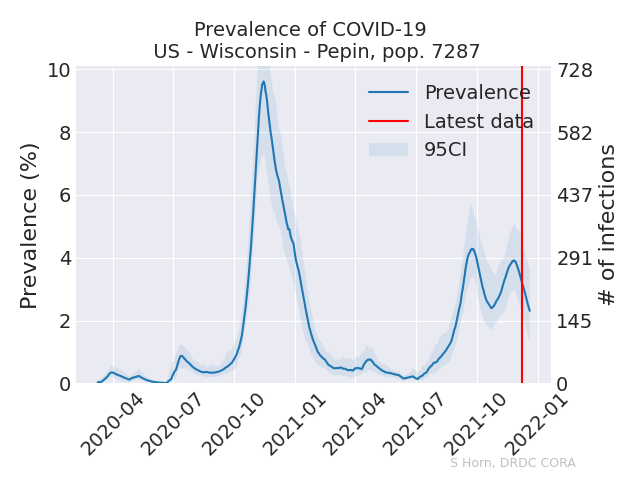 Prevalence of COVID-19
US - Wisconsin - Pepin, pop. 7287
Prevalence
Latest data
95CI
Prevalence (%)
10
8
6
4
2
0
728
582
437
291
145
0
# of infections
2020-04
2020-07
2020-10
2021-01
2021-04
2021-07
2021-10
2022-01
S Horn, DRDC CORA